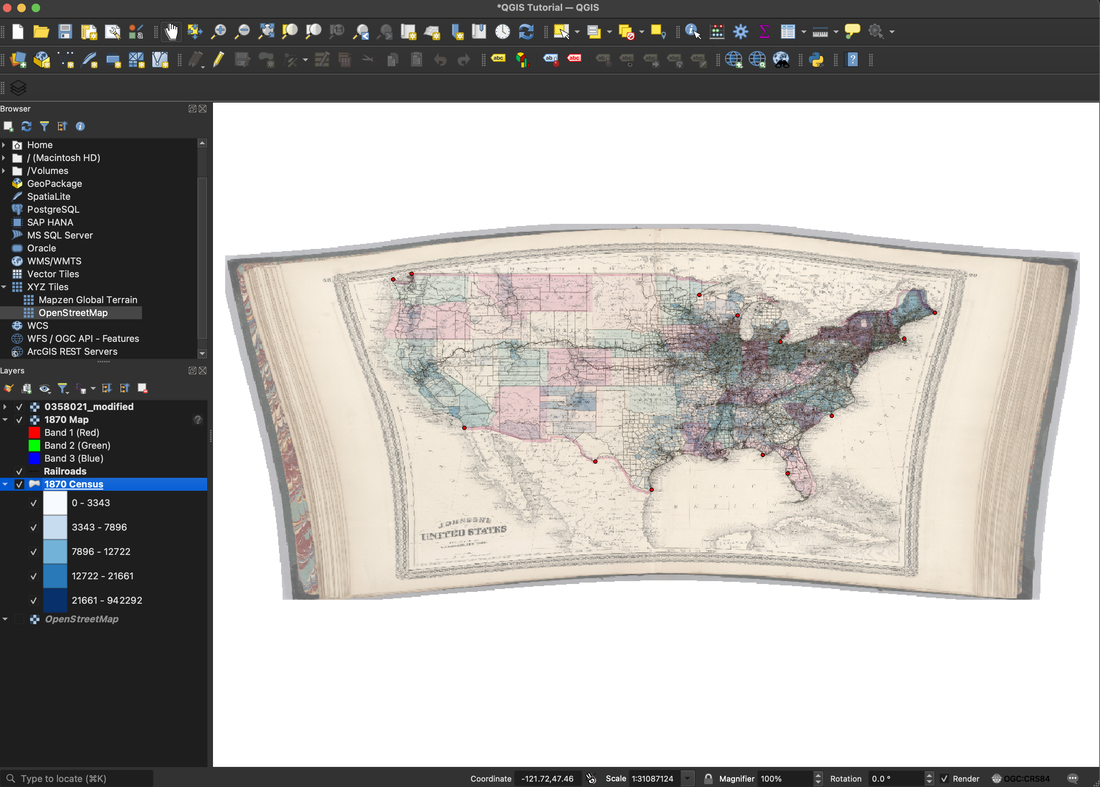 *QGIS Tutorial — QGIS
abc
abc
abc
Browser
Home
/ (Macintosh HD)
/Volumes
GeoPackage
SpatiaLite
PostgreSQL
SAP HANA
MS SQL Server
Oracle
WMS/WMTS
Vector Tiles
XYZ Tiles
Mapzen Global Terrain
OpenStreetMap
WCS
WFS / OGC API - Features
ArcGIS REST Servers
Layers
0358021_modified
1870 Map
?
Band 1 (Red)
Band 2 (Green)
Band 3 (Blue)
Railroads
1870 Census
0 - 3343
3343 - 7896
7896 - 12722
12722 - 21661
21661 - 942292
OpenStreetMap
JOHNSON'S
UNITED STATES
Type to locate (⌘K)
Coordinate
-121.72,47.46
Scale
1:31087124
Magnifier
100%
Rotation
0.0 °
Render
OGC:CRS84